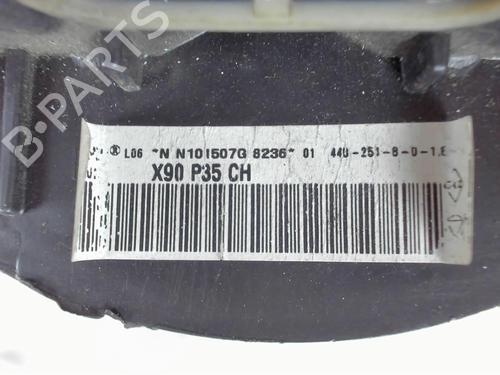 B-PARTS
® L06 *N N101507G 8236* 01 440-251-8-0-1.8
X90 P35 CH